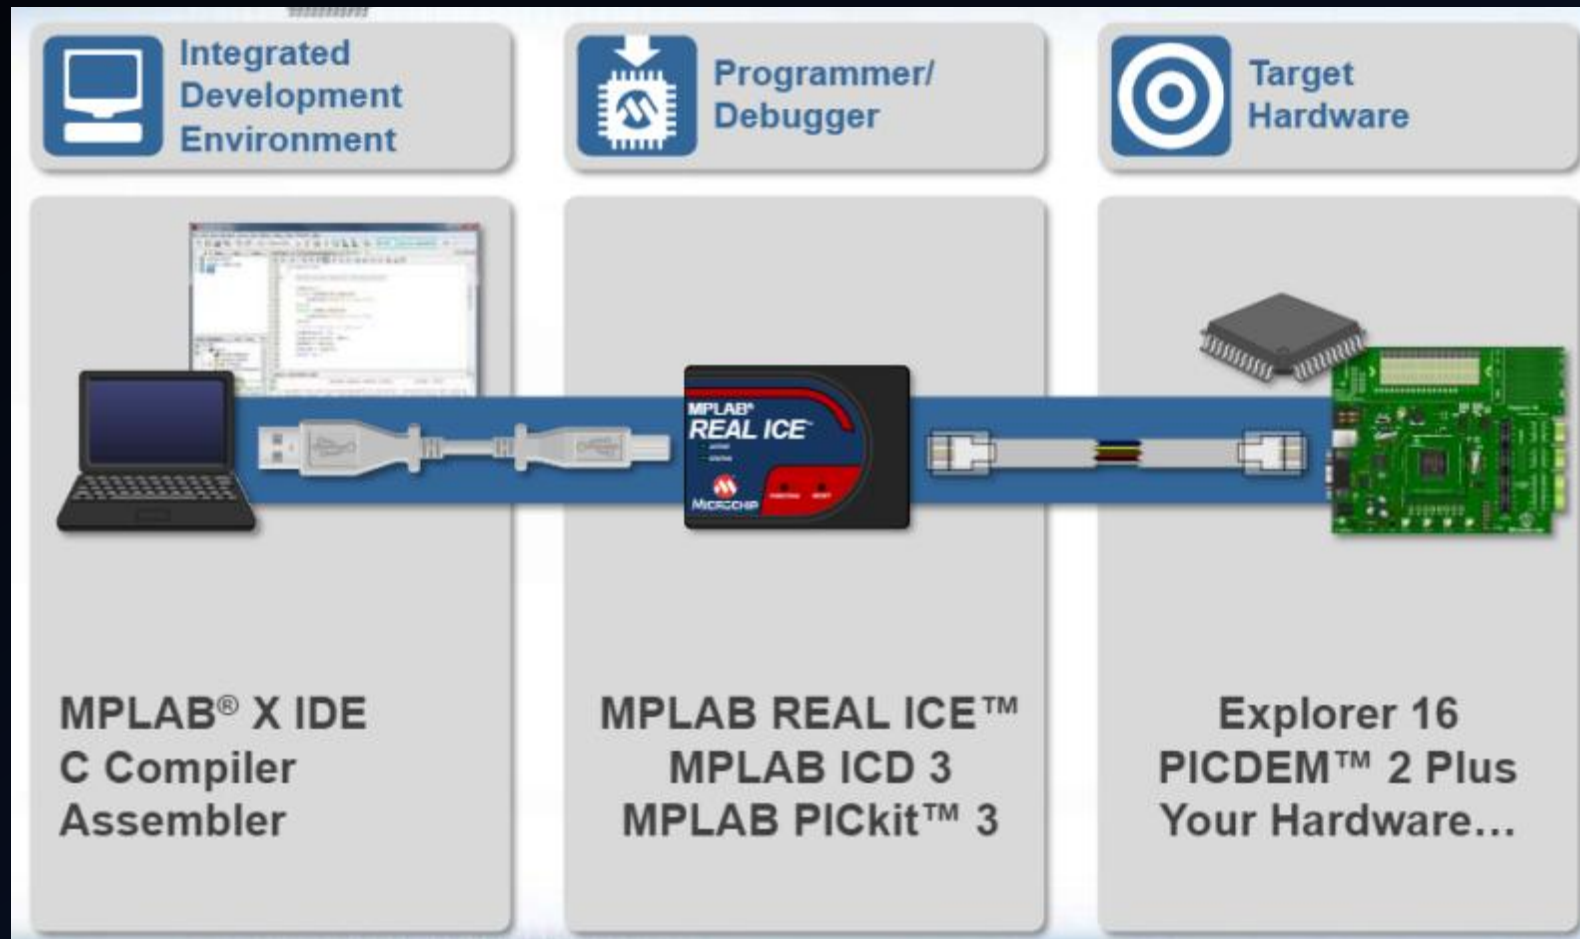 Integrated
Development
Environment
Programmer/
Debugger
Target
Hardware
MPLAB®
REAL ICE™
MICROCHIP
MPLAB® X IDE
C Compiler
Assembler
MPLAB REAL ICE™
MPLAB ICD 3
MPLAB PICkit™ 3
Explorer 16
PICDEM™ 2 Plus
Your Hardware...